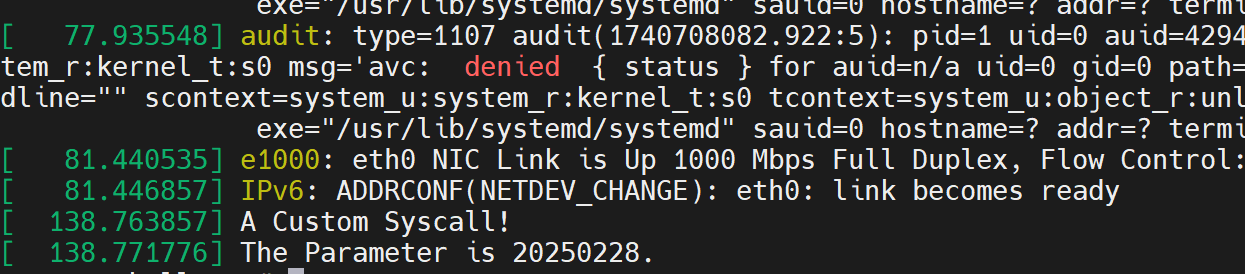 exe="/usr/lib/systemd/systemd" sauid=0 hostname=? addr=? termi
[   77.935548] audit: type=1107 audit(1740708082.922:5): pid=1 uid=0 auid=4294
tem_r:kernel_t:s0 msg='avc:  denied  { status } for auid=n/a uid=0 gid=0 path=
dline="" scontext=system_u:system_r:kernel_t:s0 tcontext=system_u:object_r:unl
exe="/usr/lib/systemd/systemd" sauid=0 hostname=? addr=? termi
[   81.440535] e1000: eth0 NIC Link is Up 1000 Mbps Full Duplex, Flow Control:
[   81.446857] IPv6: ADDRCONF(NETDEV_CHANGE): eth0: link becomes ready
[  138.763857] A Custom Syscall!
[  138.771776] The Parameter is 20250228.